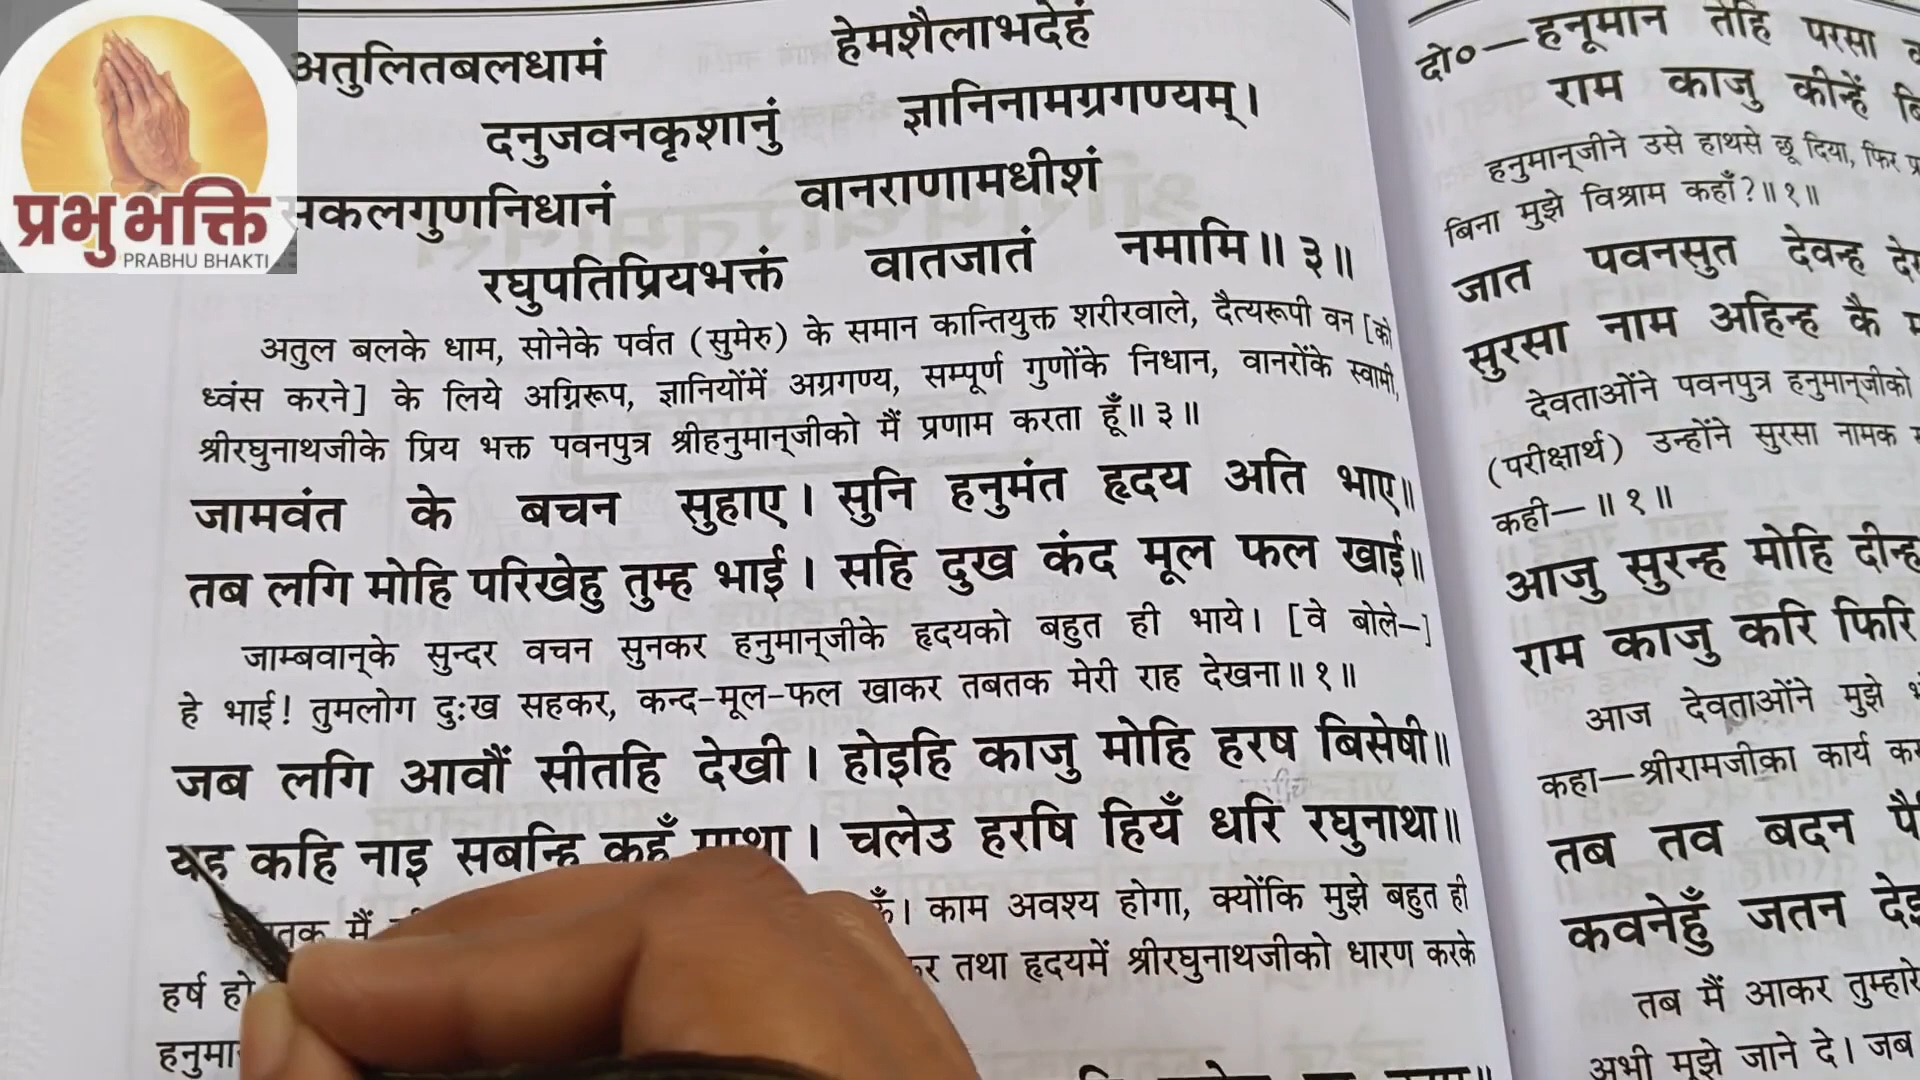 प्रभु भक्ति
PRABHU BHAKTI
अतुलितबलधामं हेमशैलाभदेहं
दनुजवनकृशानुं ज्ञानिनामग्रगण्यम्।
सकलगुणनिधानं वानराणामधीशं
रघुपतिप्रियभक्तं वातजातं नमामि॥ ३॥
अतुल बलके धाम, सोनेके पर्वत (सुमेरु) के समान कान्तियुक्त शरीरवाले, दैत्यरूपी वन [को
ध्वंस करने] के लिये अग्निरूप, ज्ञानियोंमें अग्रगण्य, सम्पूर्ण गुणोंके निधान, वानरोंके स्वामी,
श्रीरघुनाथजीके प्रिय भक्त पवनपुत्र श्रीहनुमान्जीको मैं प्रणाम करता हूँ॥ ३॥
जामवंत के बचन सुहाए। सुनि हनुमंत हृदय अति भाए॥
तब लगि मोहि परिखेहु तुम्ह भाई। सहि दुख कंद मूल फल खाई॥
जाम्बवान्के सुन्दर वचन सुनकर हनुमान्जीके हृदयको बहुत ही भाये। [वे बोले—]
हे भाई! तुमलोग दुःख सहकर, कन्द-मूल-फल खाकर तबतक मेरी राह देखना॥ १॥
जब लगि आवौं सीतहि देखी। होइहि काजु मोहि हरष बिसेषी॥
यह कहि नाइ सबन्हि कहुँ माथा। चलेउ हरषि हियँ धरि रघुनाथा॥
मैं काम अवश्य होगा, क्योंकि मुझे बहुत ही
हर्ष हो तथा हृदयमें श्रीरघुनाथजीको धारण करके
दो०—हनूमान तेहि परसा
राम काजु कीन्हें
हनुमान्जीने उसे हाथसे छू दिया, फिर
बिना मुझे विश्राम कहाँ?॥ १॥
जात पवनसुत देवन्ह
सुरसा नाम अहिन्ह कै
देवताओंने पवनपुत्र हनुमान्जीको
(परीक्षार्थ) उन्होंने सुरसा नामक
कही—॥ १॥
आजु सुरन्ह मोहि दीन्ह
राम काजु करि फिरि
आज देवताओंने मुझे
कहा—श्रीरामजीका कार्य
तब तव बदन
कवनेहुँ जतन
तब मैं आकर तुम्हारे
अभी मुझे जाने दे। जब